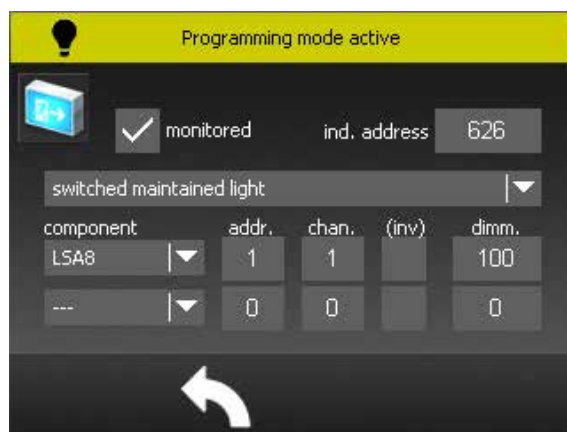 Programming mode active
monitored ind. address 626
switched maintained light
component addr. chan. (inv) dimm.
LSA8 1 1 100
--- 0 0 0